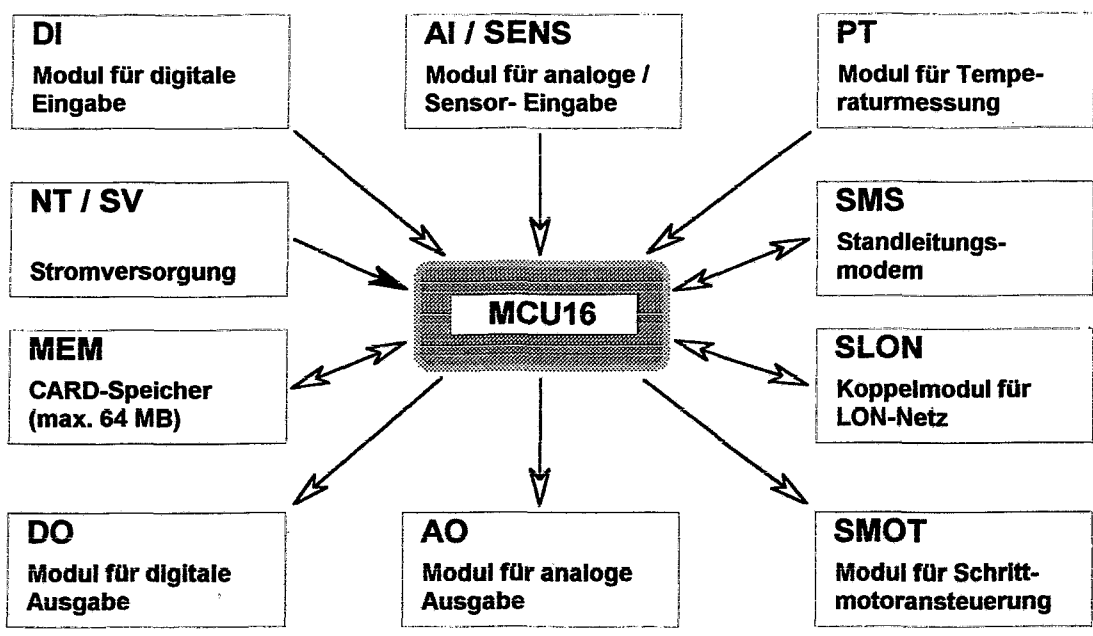 DI
Modul für digitale
Eingabe
AI / SENS
Modul für analoge /
Sensor- Eingabe
PT
Modul für Tempe-
raturmessung
NT / SV
Stromversorgung
SMS
Standleitungs-
modem
MCU16
MEM
CARD-Speicher
(max. 64 MB)
SLON
Koppelmodul für
LON-Netz
DO
Modul für digitale
Ausgabe
AO
Modul für analoge
Ausgabe
SMOT
Modul für Schritt-
motoransteuerung